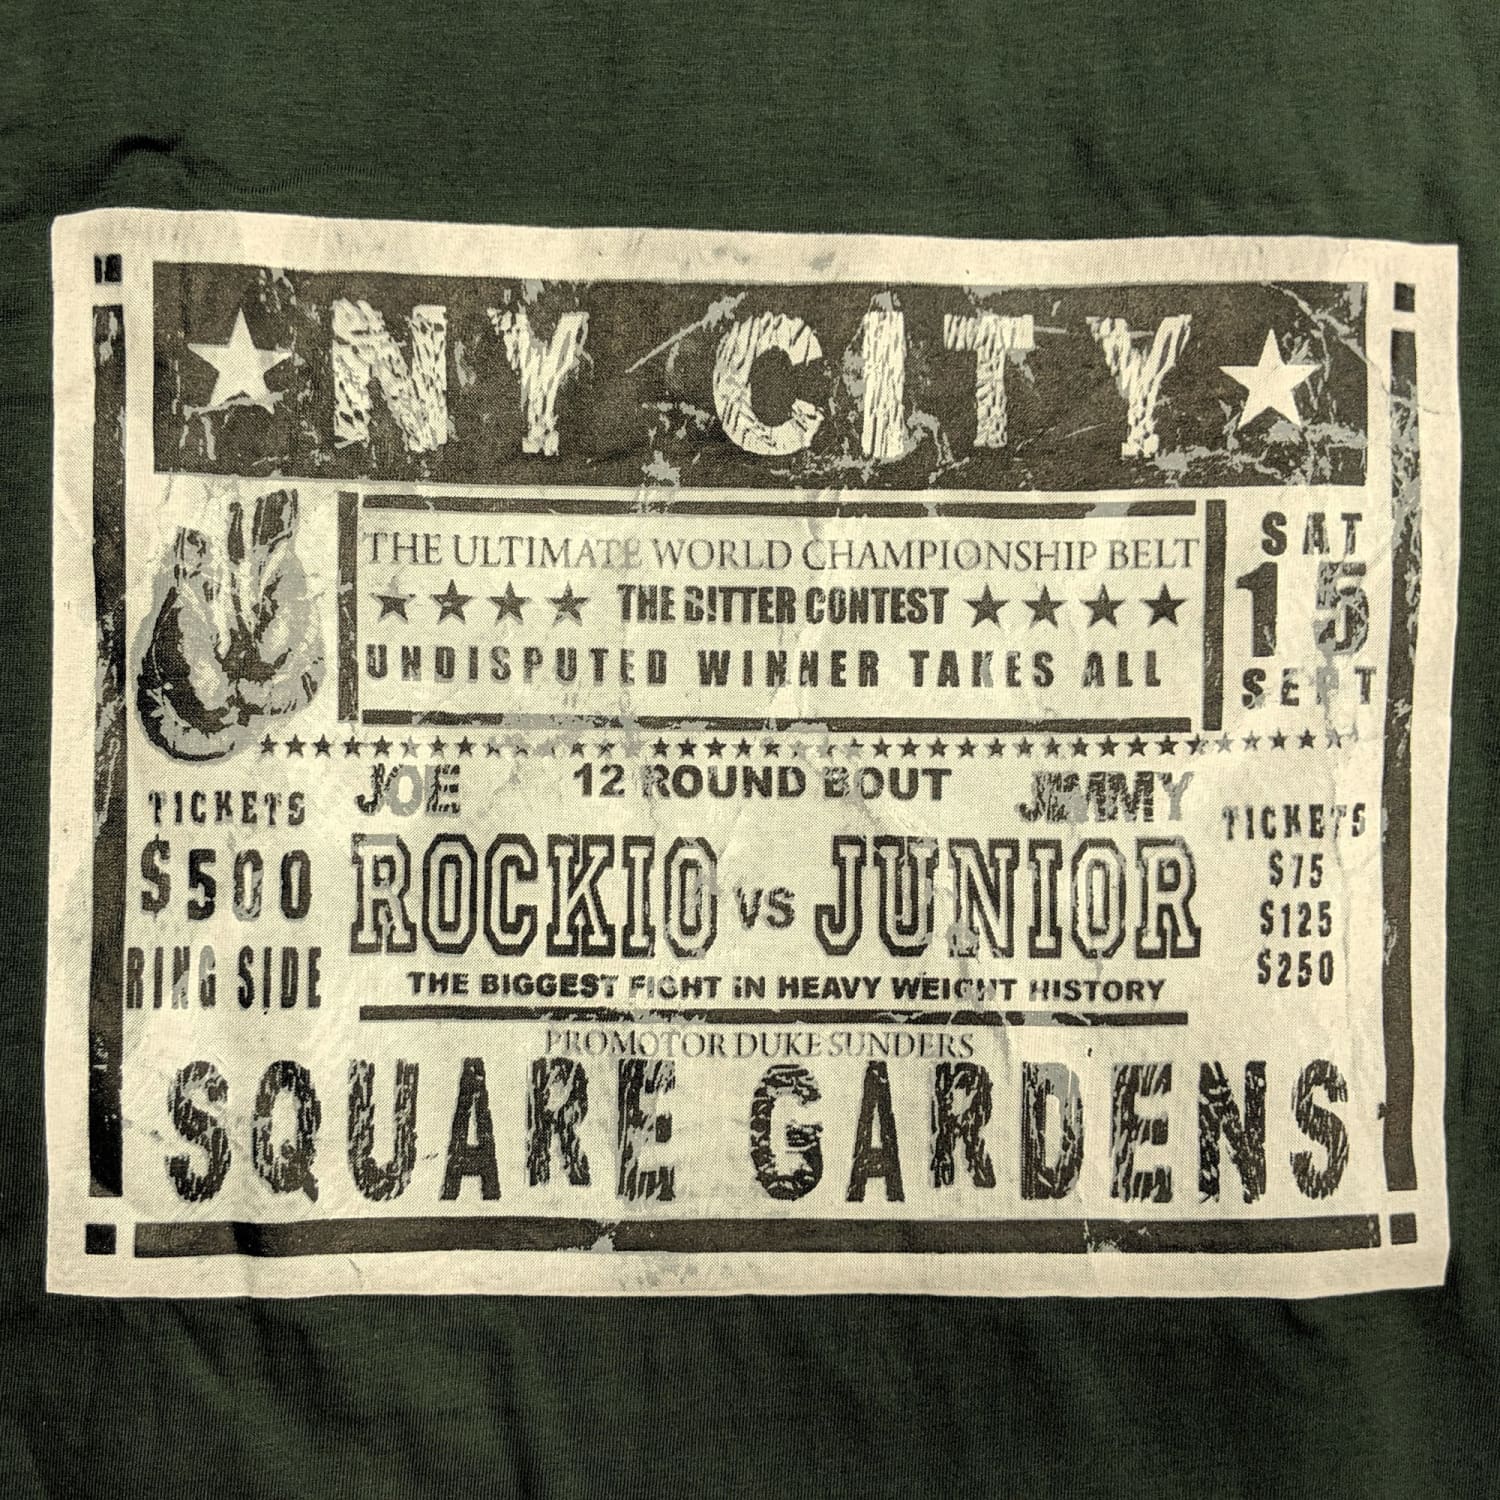 NY CITY
THE ULTIMATE WORLD CHAMPIONSHIP BELT
THE BITTER CONTEST
UNDISPUTED WINNER TAKES ALL
SAT
15
SEPT
JOE 12 ROUND BOUT JIMMY
TICKETS
$500
RING SIDE
ROCKIO VS JUNIOR
TICKETS
$75
$125
$250
THE BIGGEST FIGHT iN HEAVY WEIGHT HISTORY
PROMOTOR DUKE SUNDERS
SQUARE GARDENS